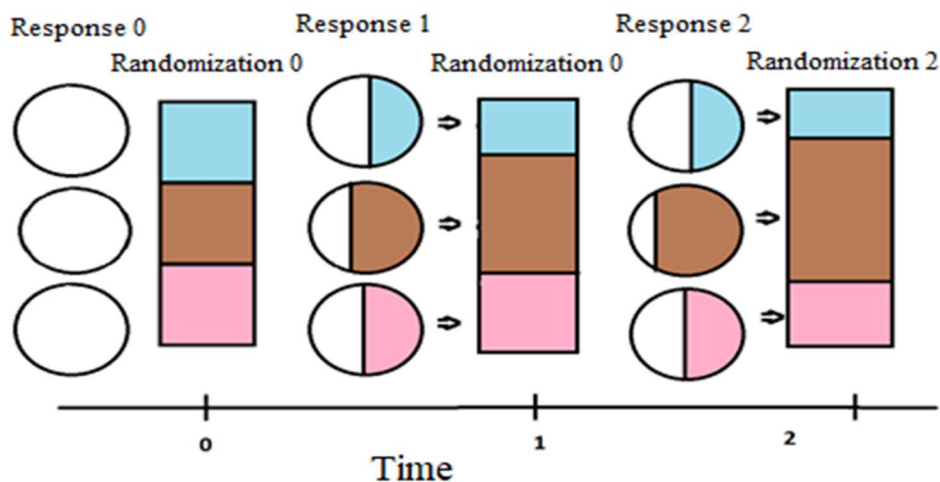 Response 0
Response 1
Response 2
Randomization 0
Randomization 0
Randomization 2
0
1
2
Time